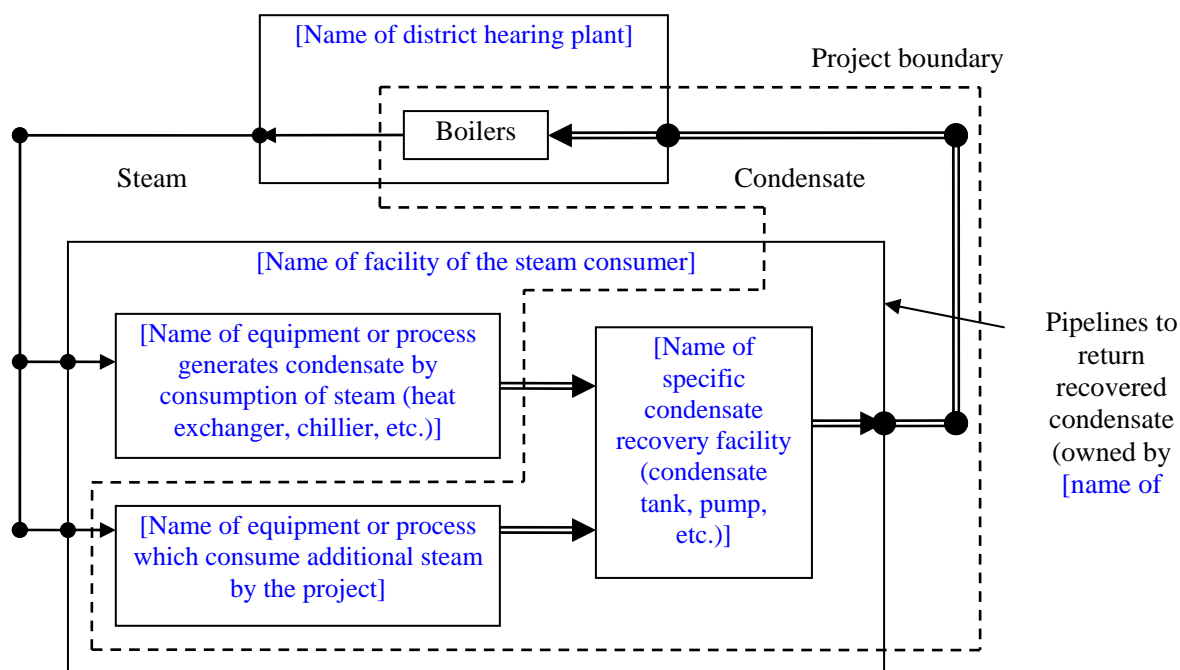 [Name of district hearing plant]
Project boundary
Boilers
Steam
Condensate
[Name of facility of the steam consumer]
[Name of equipment or process
generates condensate by
consumption of steam (heat
exchanger, chillier, etc.)]
[Name of
specific
condensate
recovery facility
(condensate
tank, pump,
etc.)]
Pipelines to
return
recovered
condensate
(owned by
[name of
[Name of equipment or process
which consume additional steam
by the project]